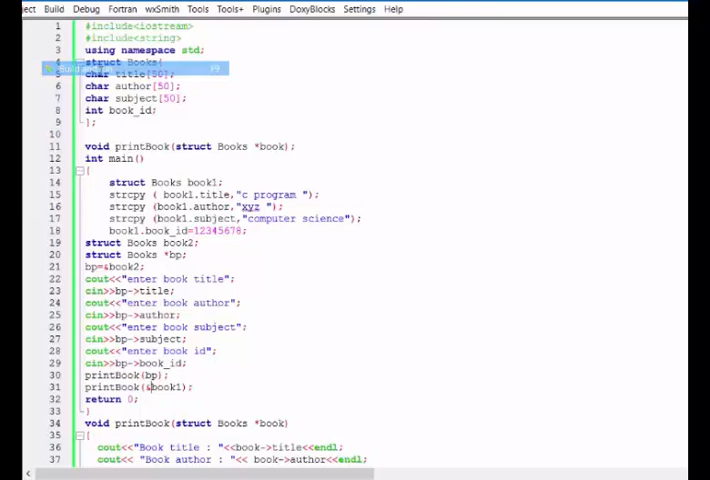 ect Build Debug Fortran wxSmith Tools Tools+ Plugins DoxyBlocks Settings Help
1 #include<iostream>
2 #include<string>
3 using namespace std;
4 struct Books{
Build and run F9
5 char title[50];
6 char author[50];
7 char subject[50];
8 int book_id;
9 };
10
11 void printBook(struct Books *book);
12 int main()
13 {
14 struct Books book1;
15 strcpy ( book1.title,"c program ");
16 strcpy (book1.author,"xyz ");
17 strcpy (book1.subject,"computer science");
18 book1.book_id=12345678;
19 struct Books book2;
20 struct Books *bp;
21 bp=&book2;
22 cout<<"enter book title";
23 cin>>bp->title;
24 cout<<"enter book author";
25 cin>>bp->author;
26 cout<<"enter book subject";
27 cin>>bp->subject;
28 cout<<"enter book id";
29 cin>>bp->book_id;
30 printBook(bp);
31 printBook(&book1);
32 return 0;
33 }
34 void printBook(struct Books *book)
35 {
36 cout<<"Book title : "<<book->title<<endl;
37 cout<< "Book author : "<< book->author<<endl;